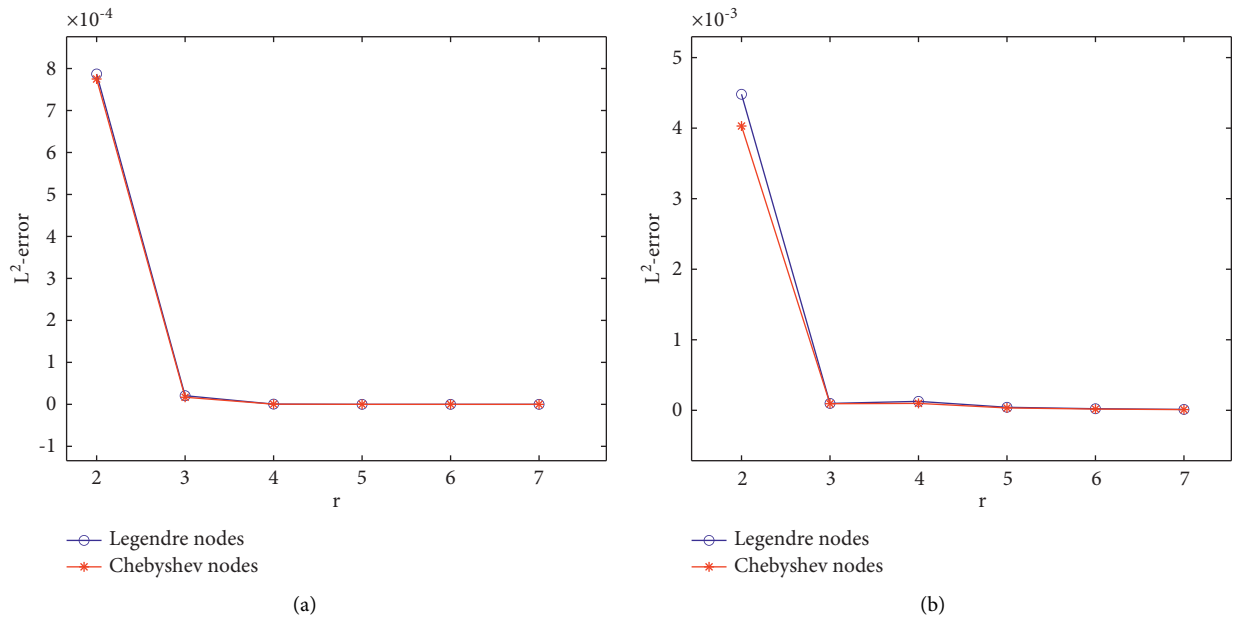 ×10⁻⁴
8
7
6
5
4
3
2
1
0
-1
L²-error
2 3 4 5 6 7
r
Legendre nodes
Chebyshev nodes
(a)
×10⁻³
5
4
3
2
1
0
L²-error
2 3 4 5 6 7
r
Legendre nodes
Chebyshev nodes
(b)